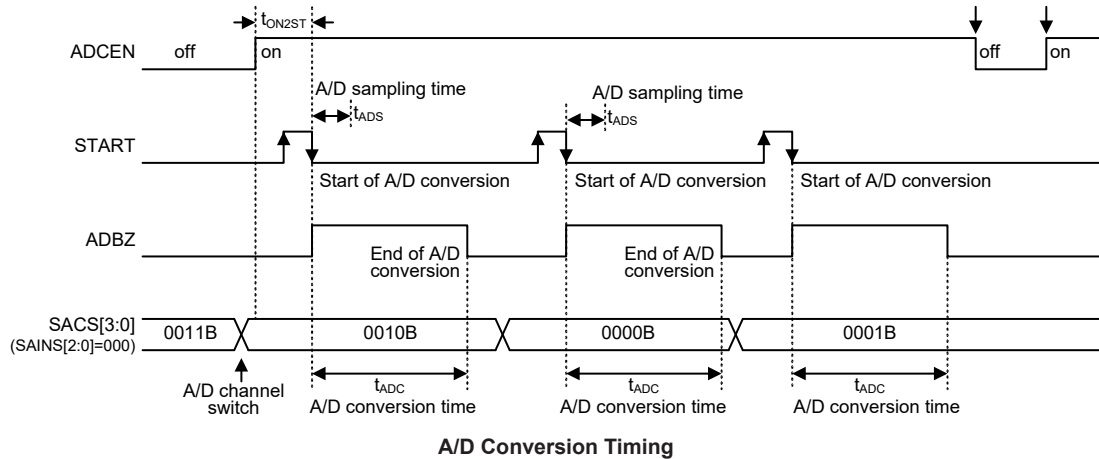 tON2ST
ADCEN off on off on
A/D sampling time A/D sampling time
tADS tADS
START
Start of A/D conversion Start of A/D conversion Start of A/D conversion
ADBZ
End of A/D conversion End of A/D conversion
SACS[3:0] 0011B 0010B 0000B 0001B
(SAINS[2:0]=000)
A/D channel switch
tADC tADC tADC
A/D conversion time A/D conversion time A/D conversion time
A/D Conversion Timing